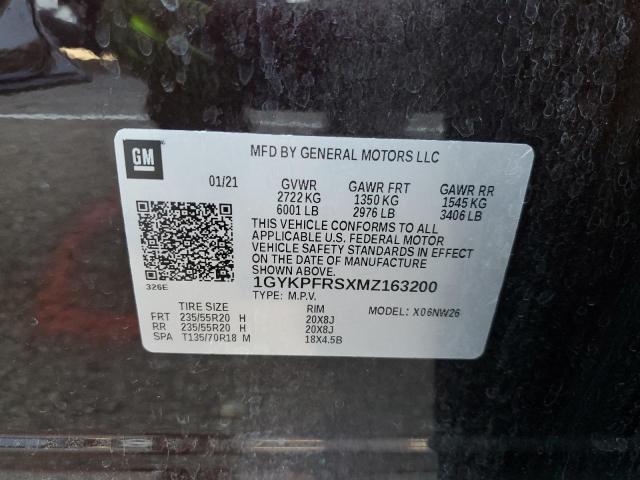 GM
MFD BY GENERAL MOTORS LLC
01/21 GVWR GAWR FRT GAWR RR
2722 KG 1350 KG 1545 KG
6001 LB 2976 LB 3406 LB
THIS VEHICLE CONFORMS TO ALL
APPLICABLE U.S. FEDERAL MOTOR
VEHICLE SAFETY STANDARDS IN EFFECT
ON THE DATE OF MANUFACTURE
SHOWN ABOVE.
326E
1GYKPFRSXMZ163200
TYPE: M.P.V. MODEL: X06NW26
TIRE SIZE RIM
FRT 235/55R20 H 20X8J
RR 235/55R20 H 20X8J
SPA T135/70R18 M 18X4.5B